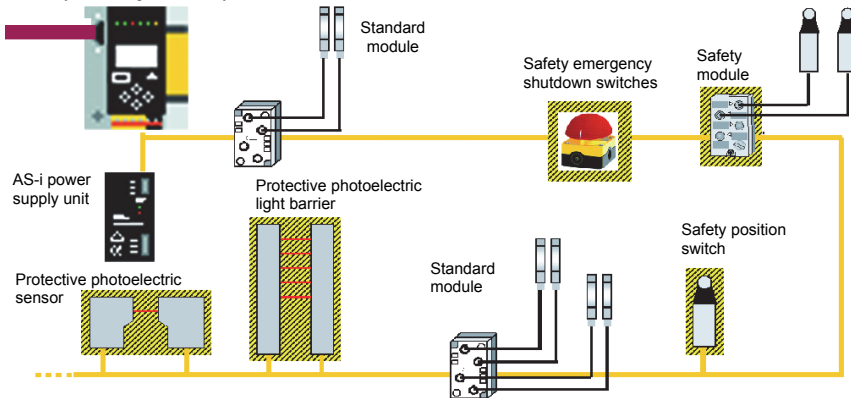 Standard
module
Safety emergency
shutdown switches
Safety
module
AS-i power
supply unit
Protective photoelectric
light barrier
Safety position
switch
Standard
module
Protective photoelectric
sensor